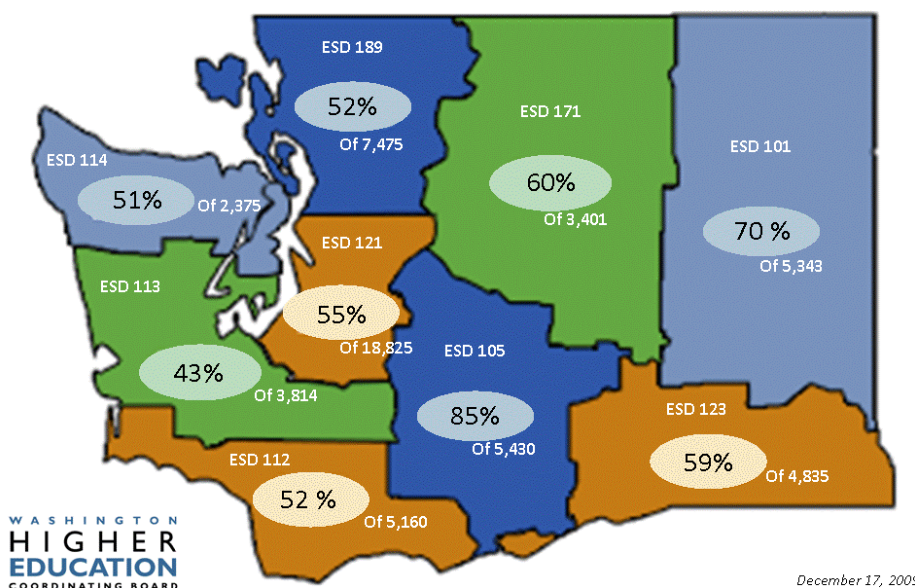 ESD 189
52%
Of 7,475
ESD 171
60%
Of 3,401
ESD 101
70 %
Of 5,343
ESD 114
51%
Of 2,375
ESD 121
55%
Of 18,825
ESD 113
43%
Of 3,814
ESD 105
85%
Of 5,430
ESD 123
59%
Of 4,835
ESD 112
52 %
Of 5,160
WASHINGTON
HIGHER
EDUCATION
COORDINATING BOARD
December 17, 2009